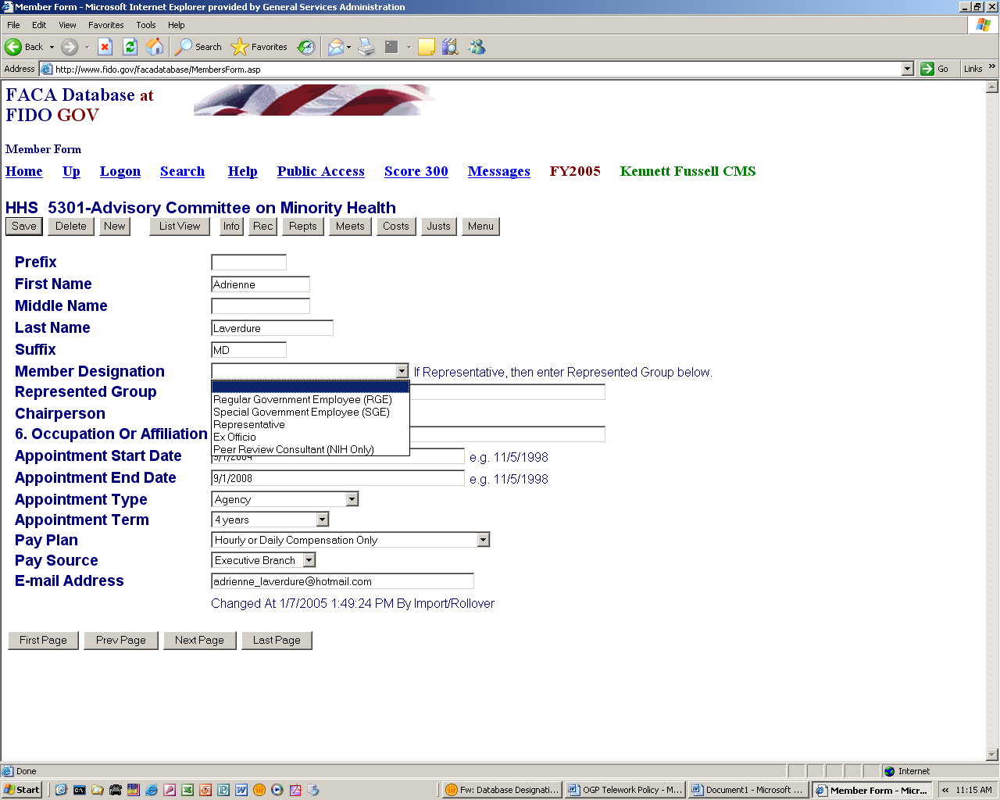 Member Form - Microsoft Internet Explorer provided by General Services Administration
File Edit View Favorites Tools Help
Back Search Favorites
Address http://www.fido.gov/facadatabase/MembersForm.asp Go Links »
FACA Database at
FIDO GOV
Member Form
Home Up Logon Search Help Public Access Score 300 Messages FY2005 Kennett Fussell CMS
HHS 5301-Advisory Committee on Minority Health
Save Delete New List View Info Rec Repts Meets Costs Justs Menu
Prefix
First Name Adrienne
Middle Name
Last Name Laverdure
Suffix MD
Member Designation If Representative, then enter Represented Group below.
Represented Group
Regular Government Employee (RGE)
Special Government Employee (SGE)
Chairperson
Representative
6. Occupation Or Affiliation
Ex Officio
Peer Review Consultant (NIH Only)
Appointment Start Date 9/1/2004 e.g. 11/5/1998
Appointment End Date 9/1/2008 e.g. 11/5/1998
Appointment Type Agency
Appointment Term 4 years
Pay Plan Hourly or Daily Compensation Only
Pay Source Executive Branch
E-mail Address adrienne_laverdure@hotmail.com
Changed At 1/7/2005 1:49:24 PM By Import/Rollover
First Page Prev Page Next Page Last Page
Done Internet
Start Fw: Database Designati... OGP Telework Policy - M... Document1 - Microsoft ... Member Form - Micr... « 11:15 AM